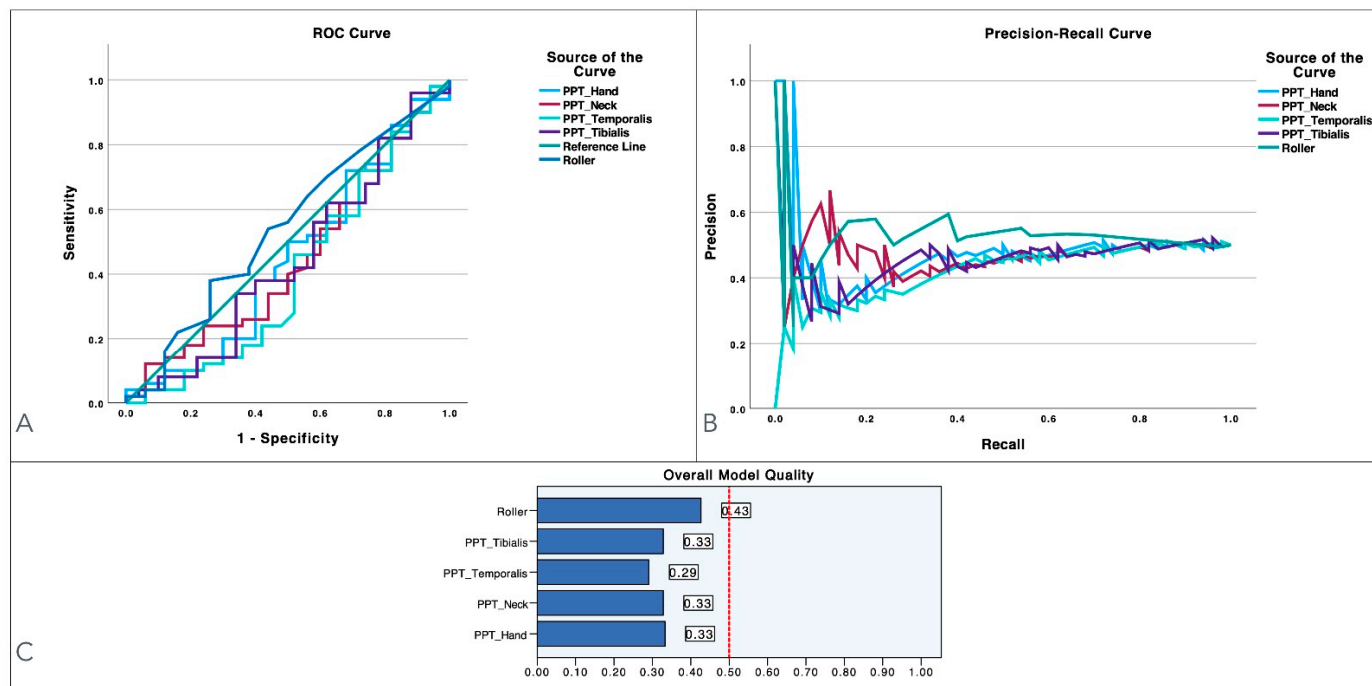 ROC Curve
Source of the
Curve
PPT_Hand
PPT_Neck
PPT_Temporalis
PPT_Tibialis
Reference Line
Roller
1.0
0.8
0.6
0.4
0.2
0.0
Sensitivity
0.0 0.2 0.4 0.6 0.8 1.0
1 - Specificity
A
Precision-Recall Curve
Source of the
Curve
PPT_Hand
PPT_Neck
PPT_Temporalis
PPT_Tibialis
Roller
1.0
0.8
0.6
0.4
0.2
0.0
Precision
0.0 0.2 0.4 0.6 0.8 1.0
Recall
B
Overall Model Quality
Roller 0.43
PPT_Tibialis 0.33
PPT_Temporalis 0.29
PPT_Neck 0.33
PPT_Hand 0.33
0.00 0.10 0.20 0.30 0.40 0.50 0.60 0.70 0.80 0.90 1.00
C